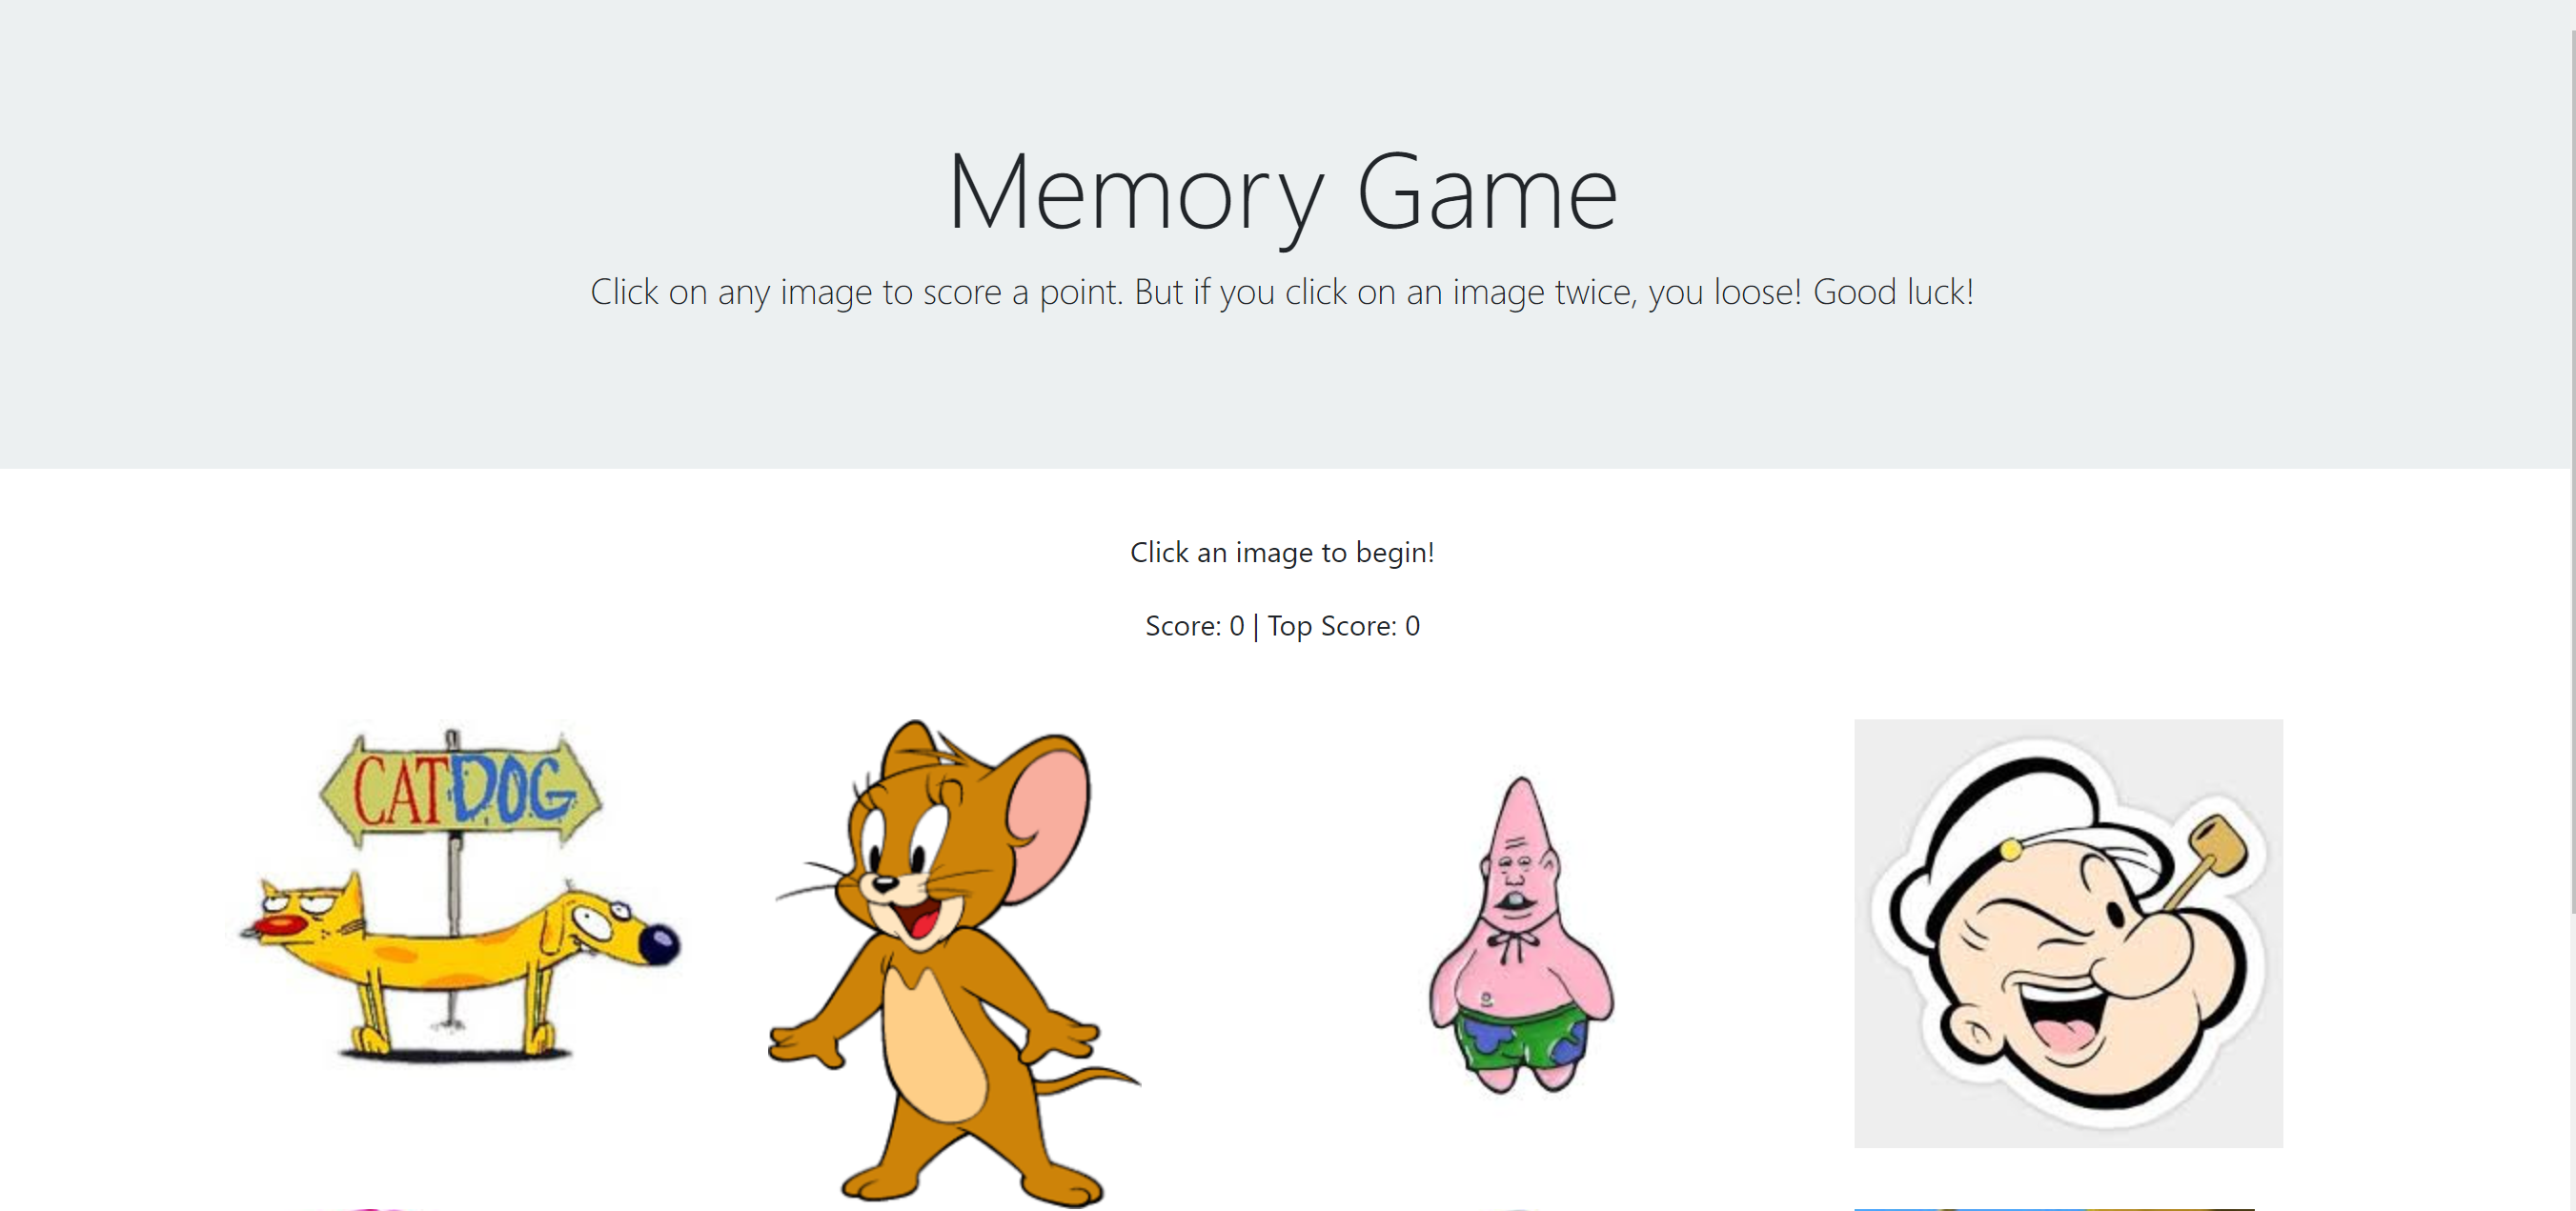 Memory Game
Click on any image to score a point. But if you click on an image twice, you loose! Good luck!
Click an image to begin!
Score: 0 | Top Score: 0
CATDOG